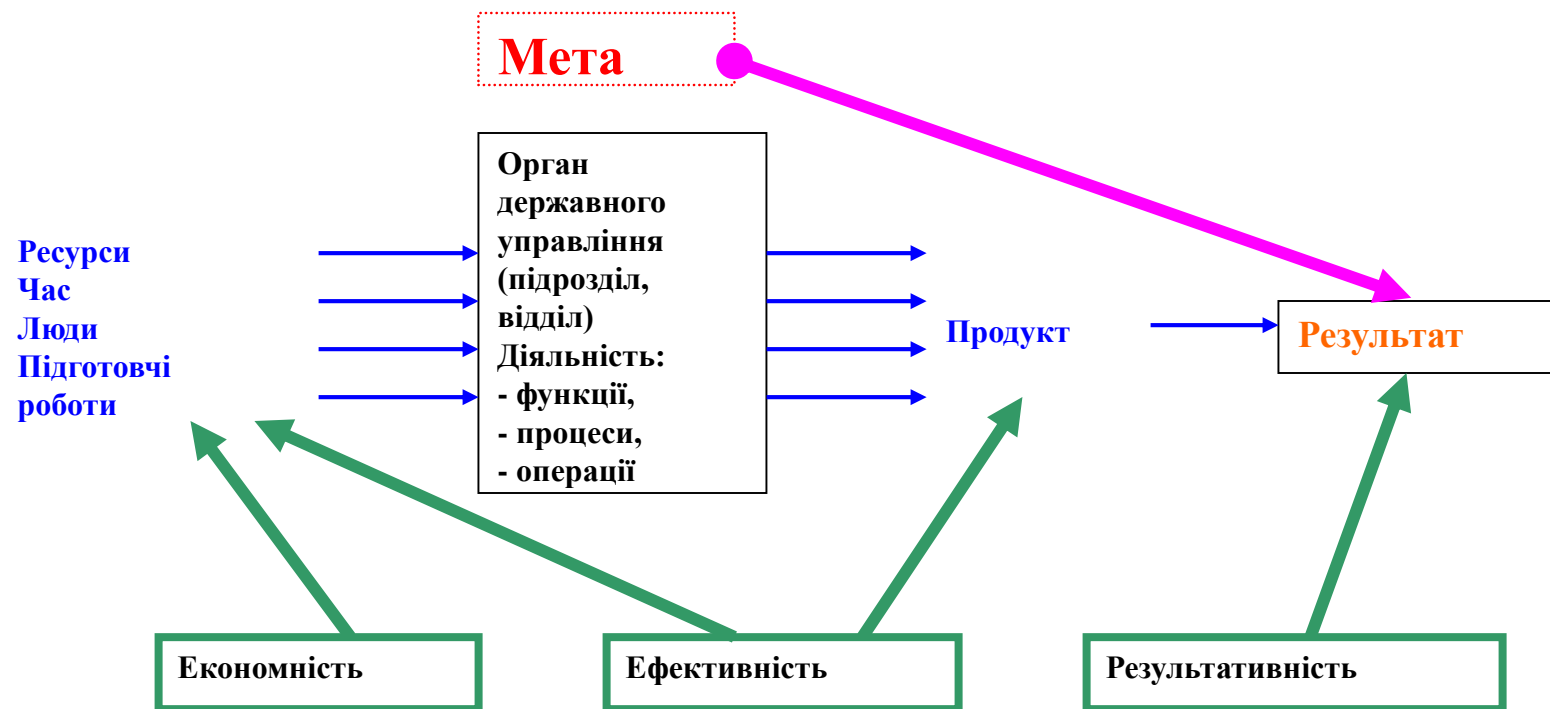 Мета
Орган
державного
управління
(підрозділ,
відділ)
Діяльність:
- функції,
- процеси,
- операції
Ресурси
Час
Люди
Підготовчі
роботи
Продукт
Результат
Економність
Ефективність
Результативність